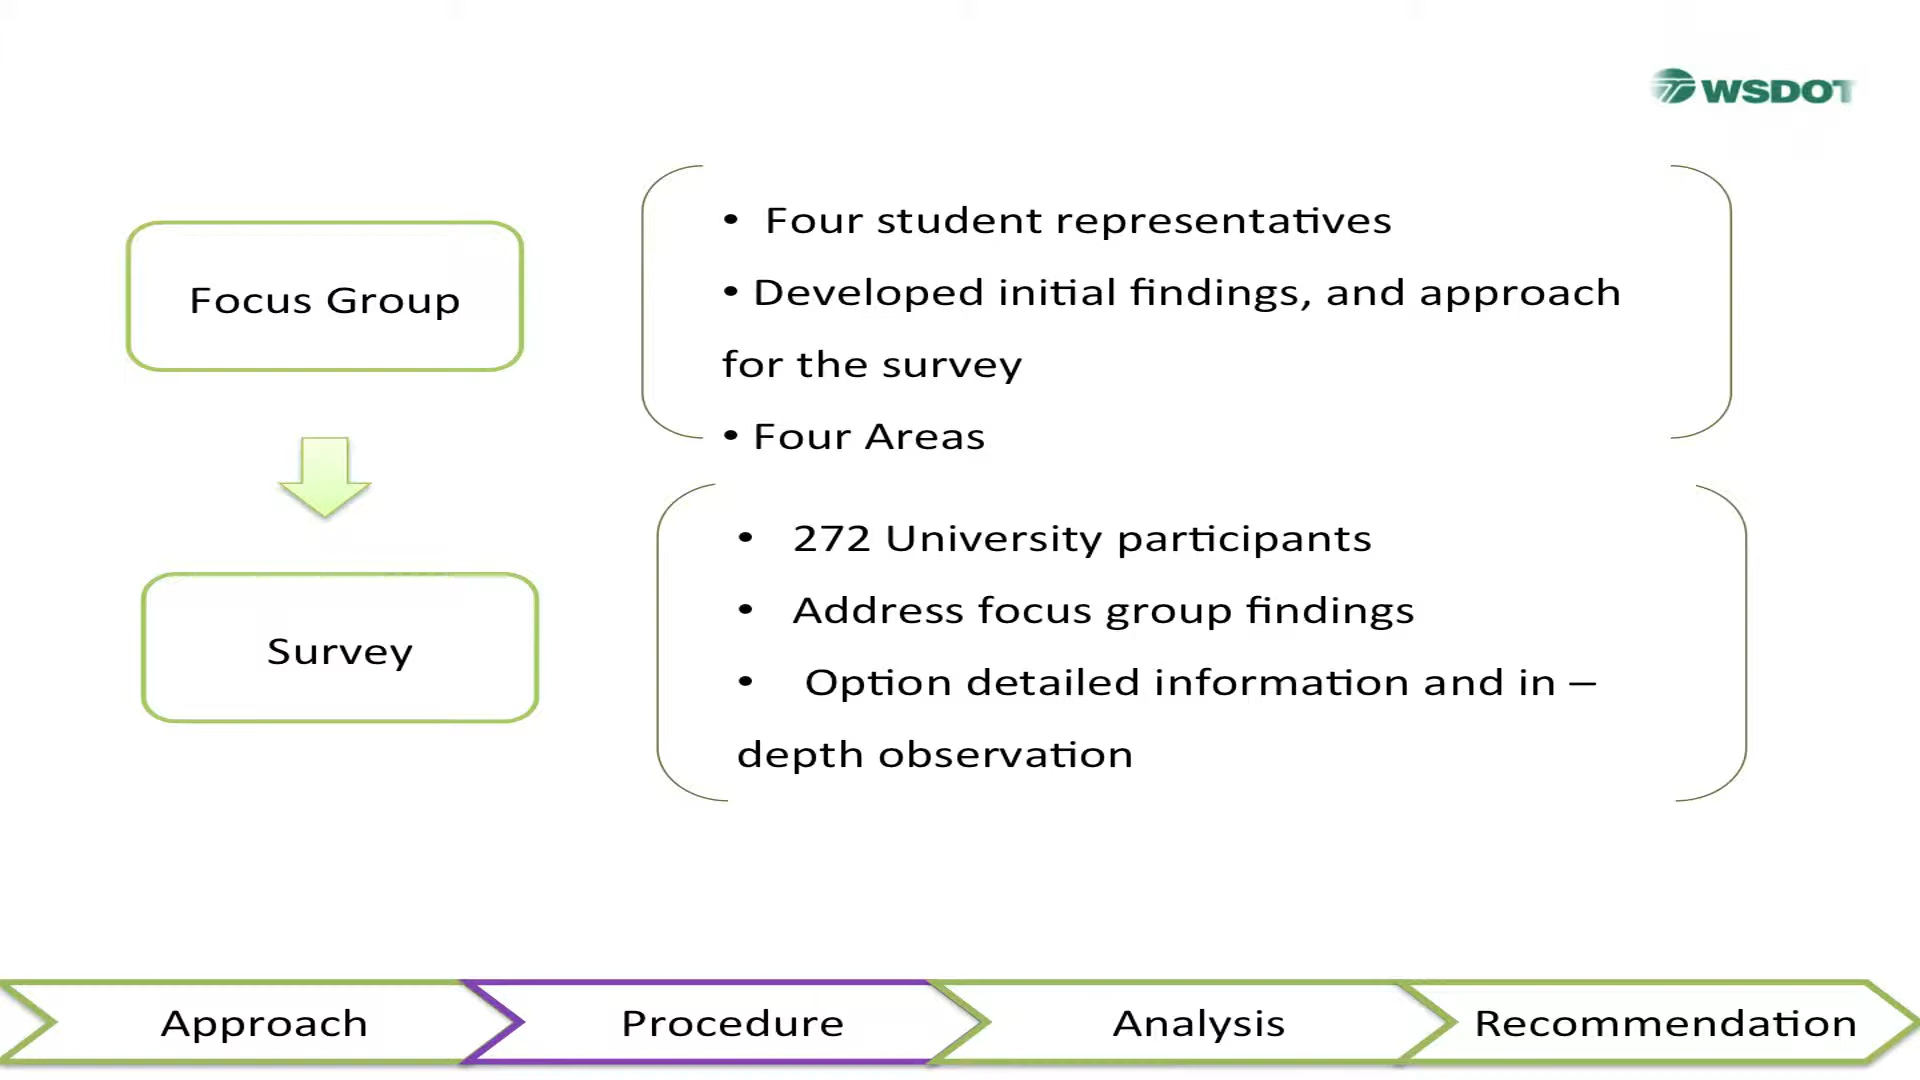 WSDOT
Focus Group
• Four student representatives
• Developed initial findings, and approach
for the survey
• Four Areas
Survey
• 272 University participants
• Address focus group findings
• Option detailed information and in –
depth observation
Approach
Procedure
Analysis
Recommendation